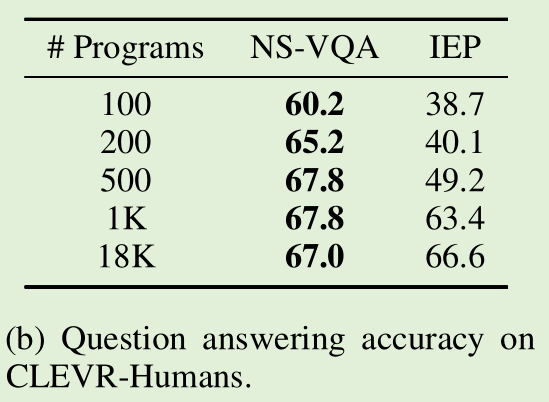 # Programs NS-VQA IEP
100 60.2 38.7
200 65.2 40.1
500 67.8 49.2
1K 67.8 63.4
18K 67.0 66.6
(b) Question answering accuracy on
CLEVR-Humans.